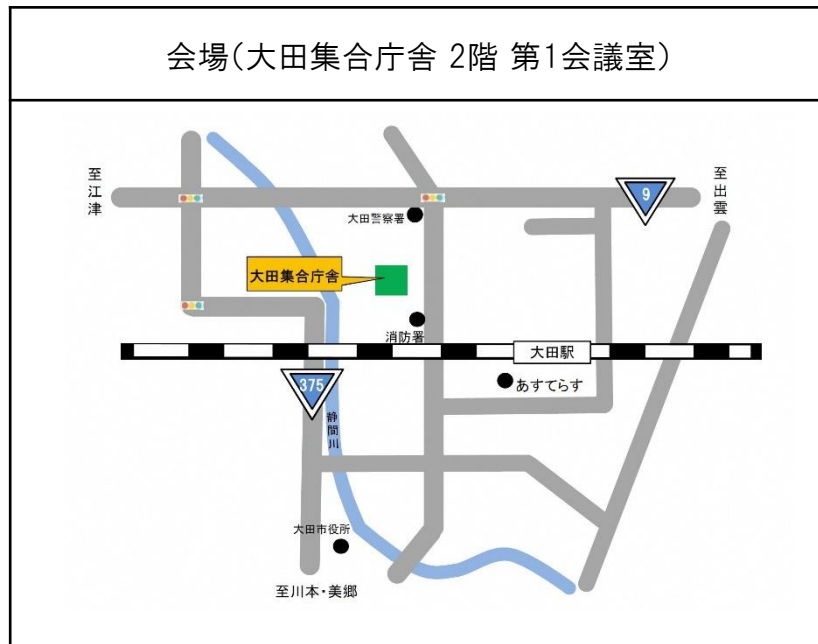 会場(大田集合庁舎 2階 第1会議室)
至江津
至出雲
9
大田警察署
大田集合庁舎
消防署
大田駅
375
あすてらす
静間川
大田市役所
至川本・美郷